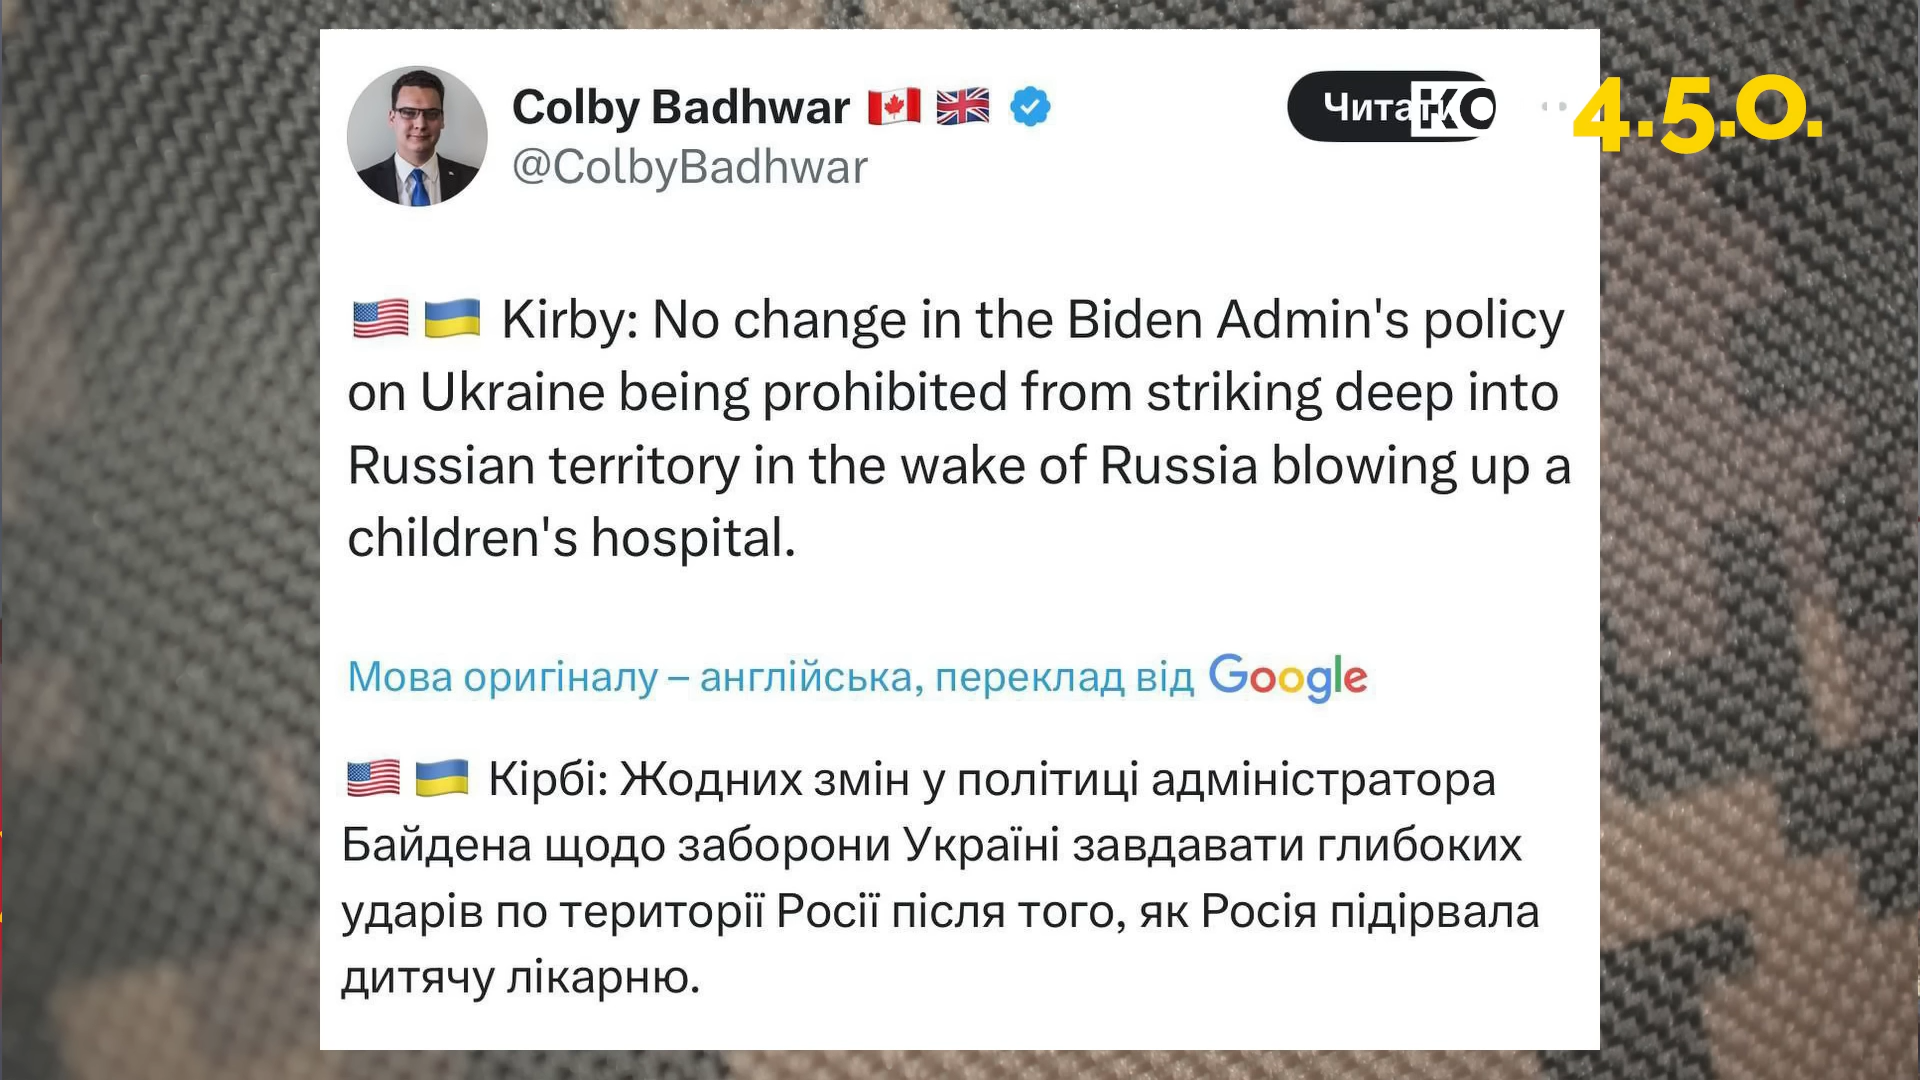 Colby Badhwar 🇨🇦 🇬🇧
@ColbyBadhwar
КО
4.5.0.
🇺🇸 🇺🇦 Kirby: No change in the Biden Admin's policy
on Ukraine being prohibited from striking deep into
Russian territory in the wake of Russia blowing up a
children's hospital.
Мова оригіналу – англійська, переклад від Google
🇺🇸 🇺🇦 Кірбі: Жодних змін у політиці адміністратора
Байдена щодо заборони Україні завдавати глибоких
ударів по території Росії після того, як Росія підірвала
дитячу лікарню.